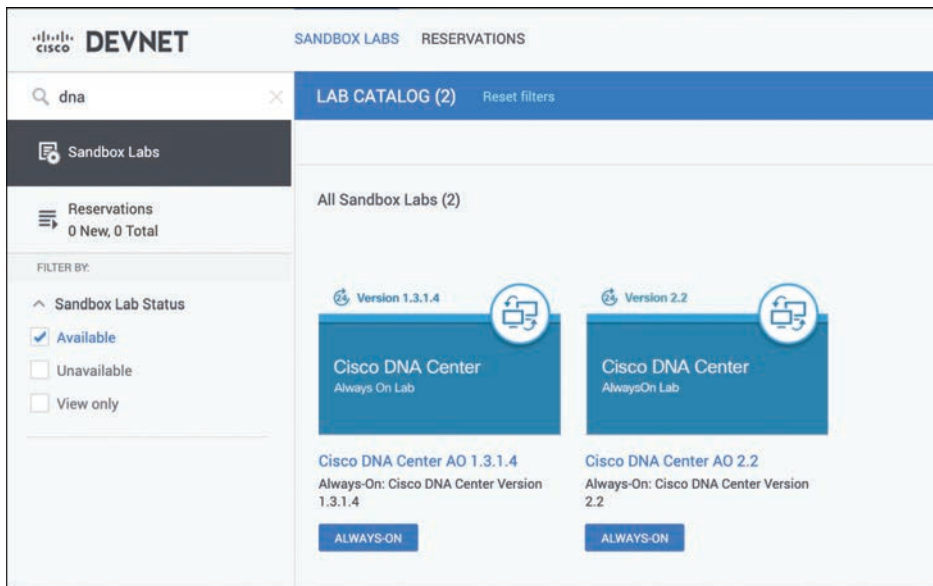 cisco DEVNET
SANDBOX LABS RESERVATIONS
dna
LAB CATALOG (2) Reset filters
Sandbox Labs
Reservations
0 New, 0 Total
FILTER BY:
Sandbox Lab Status
Available
Unavailable
View only
All Sandbox Labs (2)
24 Version 1.3.1.4
Cisco DNA Center
Always On Lab
Cisco DNA Center AO 1.3.1.4
Always-On: Cisco DNA Center Version
1.3.1.4
ALWAYS-ON
24 Version 2.2
Cisco DNA Center
AlwaysOn Lab
Cisco DNA Center AO 2.2
Always-On: Cisco DNA Center Version
2.2
ALWAYS-ON